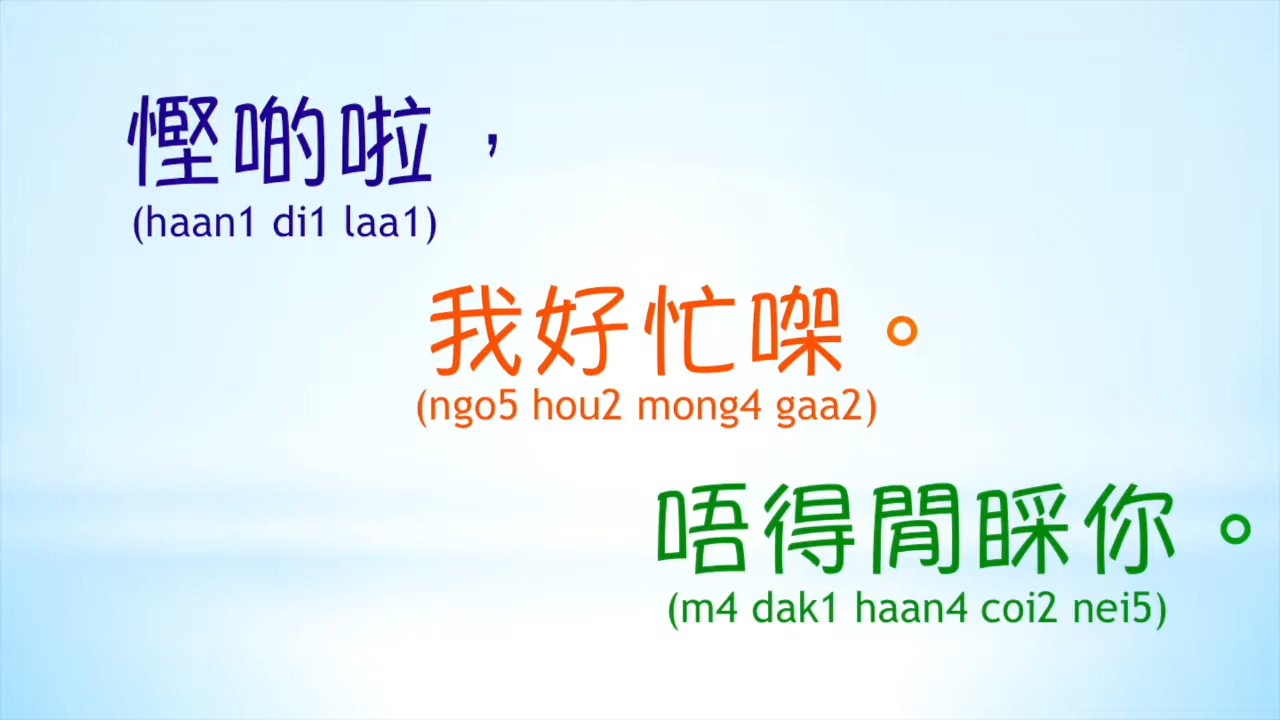 慳啲啦，
(haan1 di1 laa1)
我好忙㗎。
(ngo5 hou2 mong4 gaa2)
唔得閒睬你。
(m4 dak1 haan4 coi2 nei5)